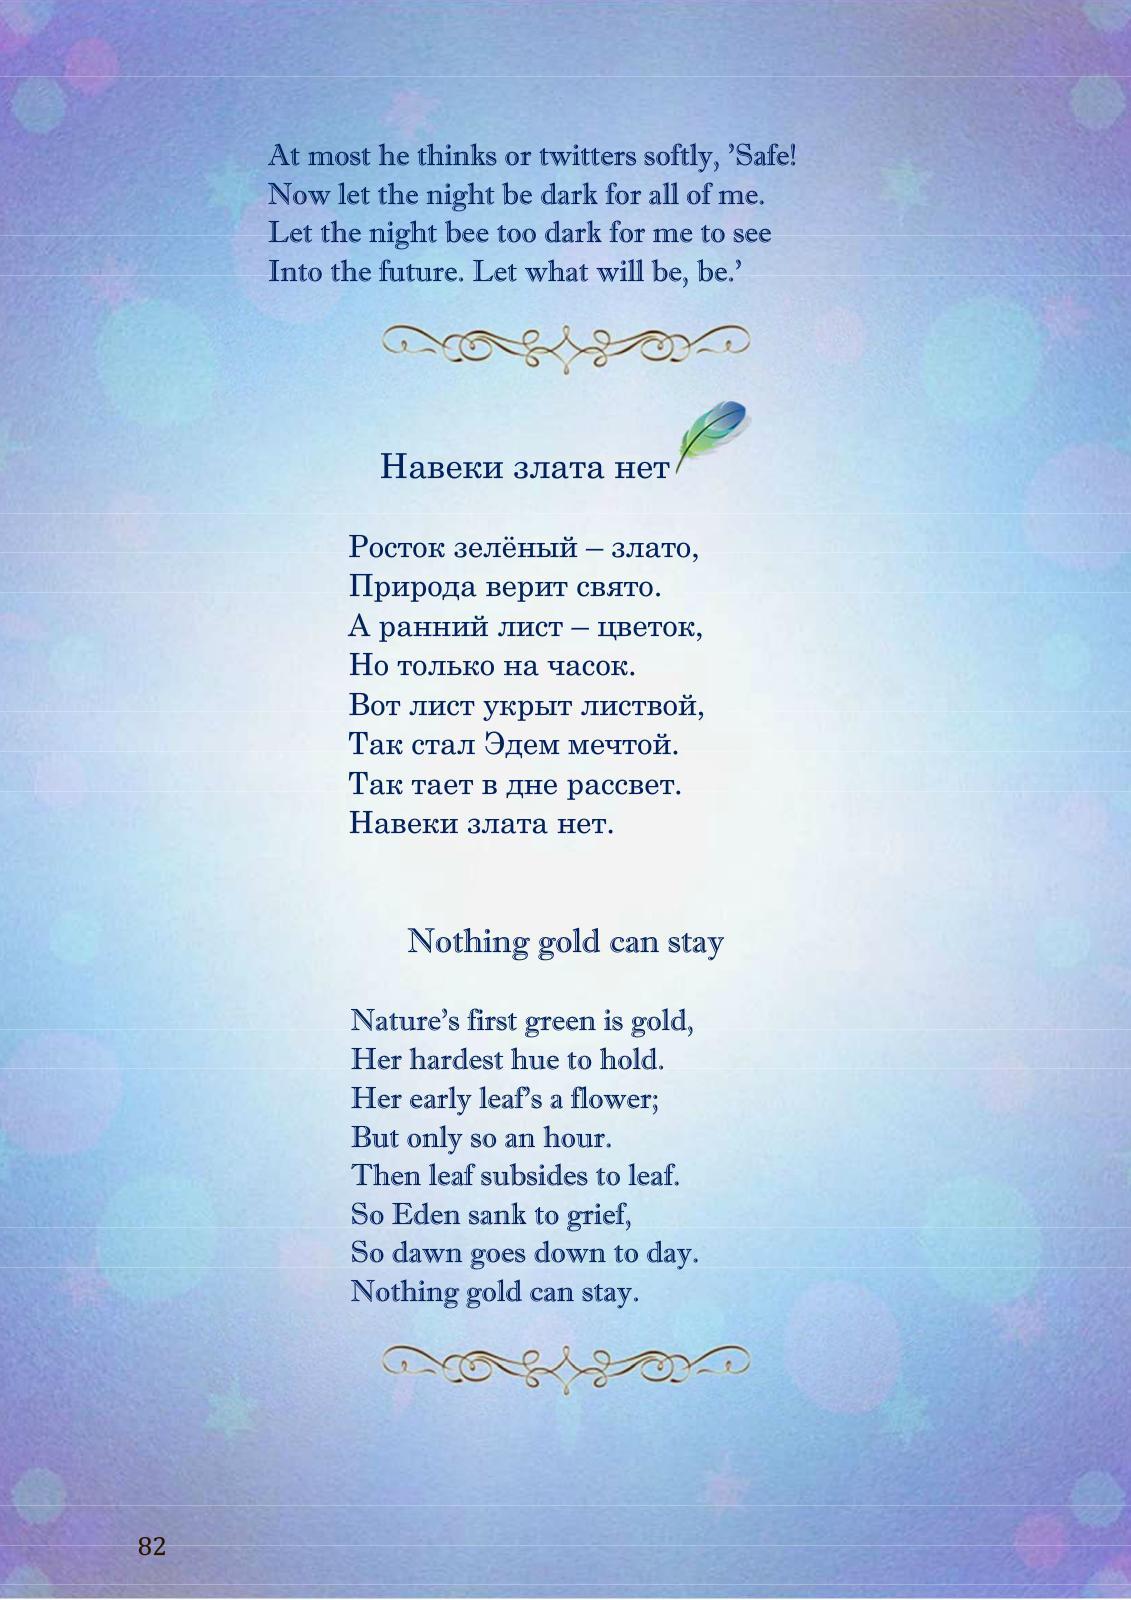 At most he thinks or twitters softly, ’Safe!
Now let the night be dark for all of me.
Let the night bee too dark for me to see
Into the future. Let what will be, be.’
Навеки злата нет
Росток зелёный – злато,
Природа верит свято.
А ранний лист – цветок,
Но только на часок.
Вот лист укрыт листвой,
Так стал Эдем мечтой.
Так тает в дне рассвет.
Навеки злата нет.
Nothing gold can stay
Nature’s first green is gold,
Her hardest hue to hold.
Her early leaf’s a flower;
But only so an hour.
Then leaf subsides to leaf.
So Eden sank to grief,
So dawn goes down to day.
Nothing gold can stay.
82